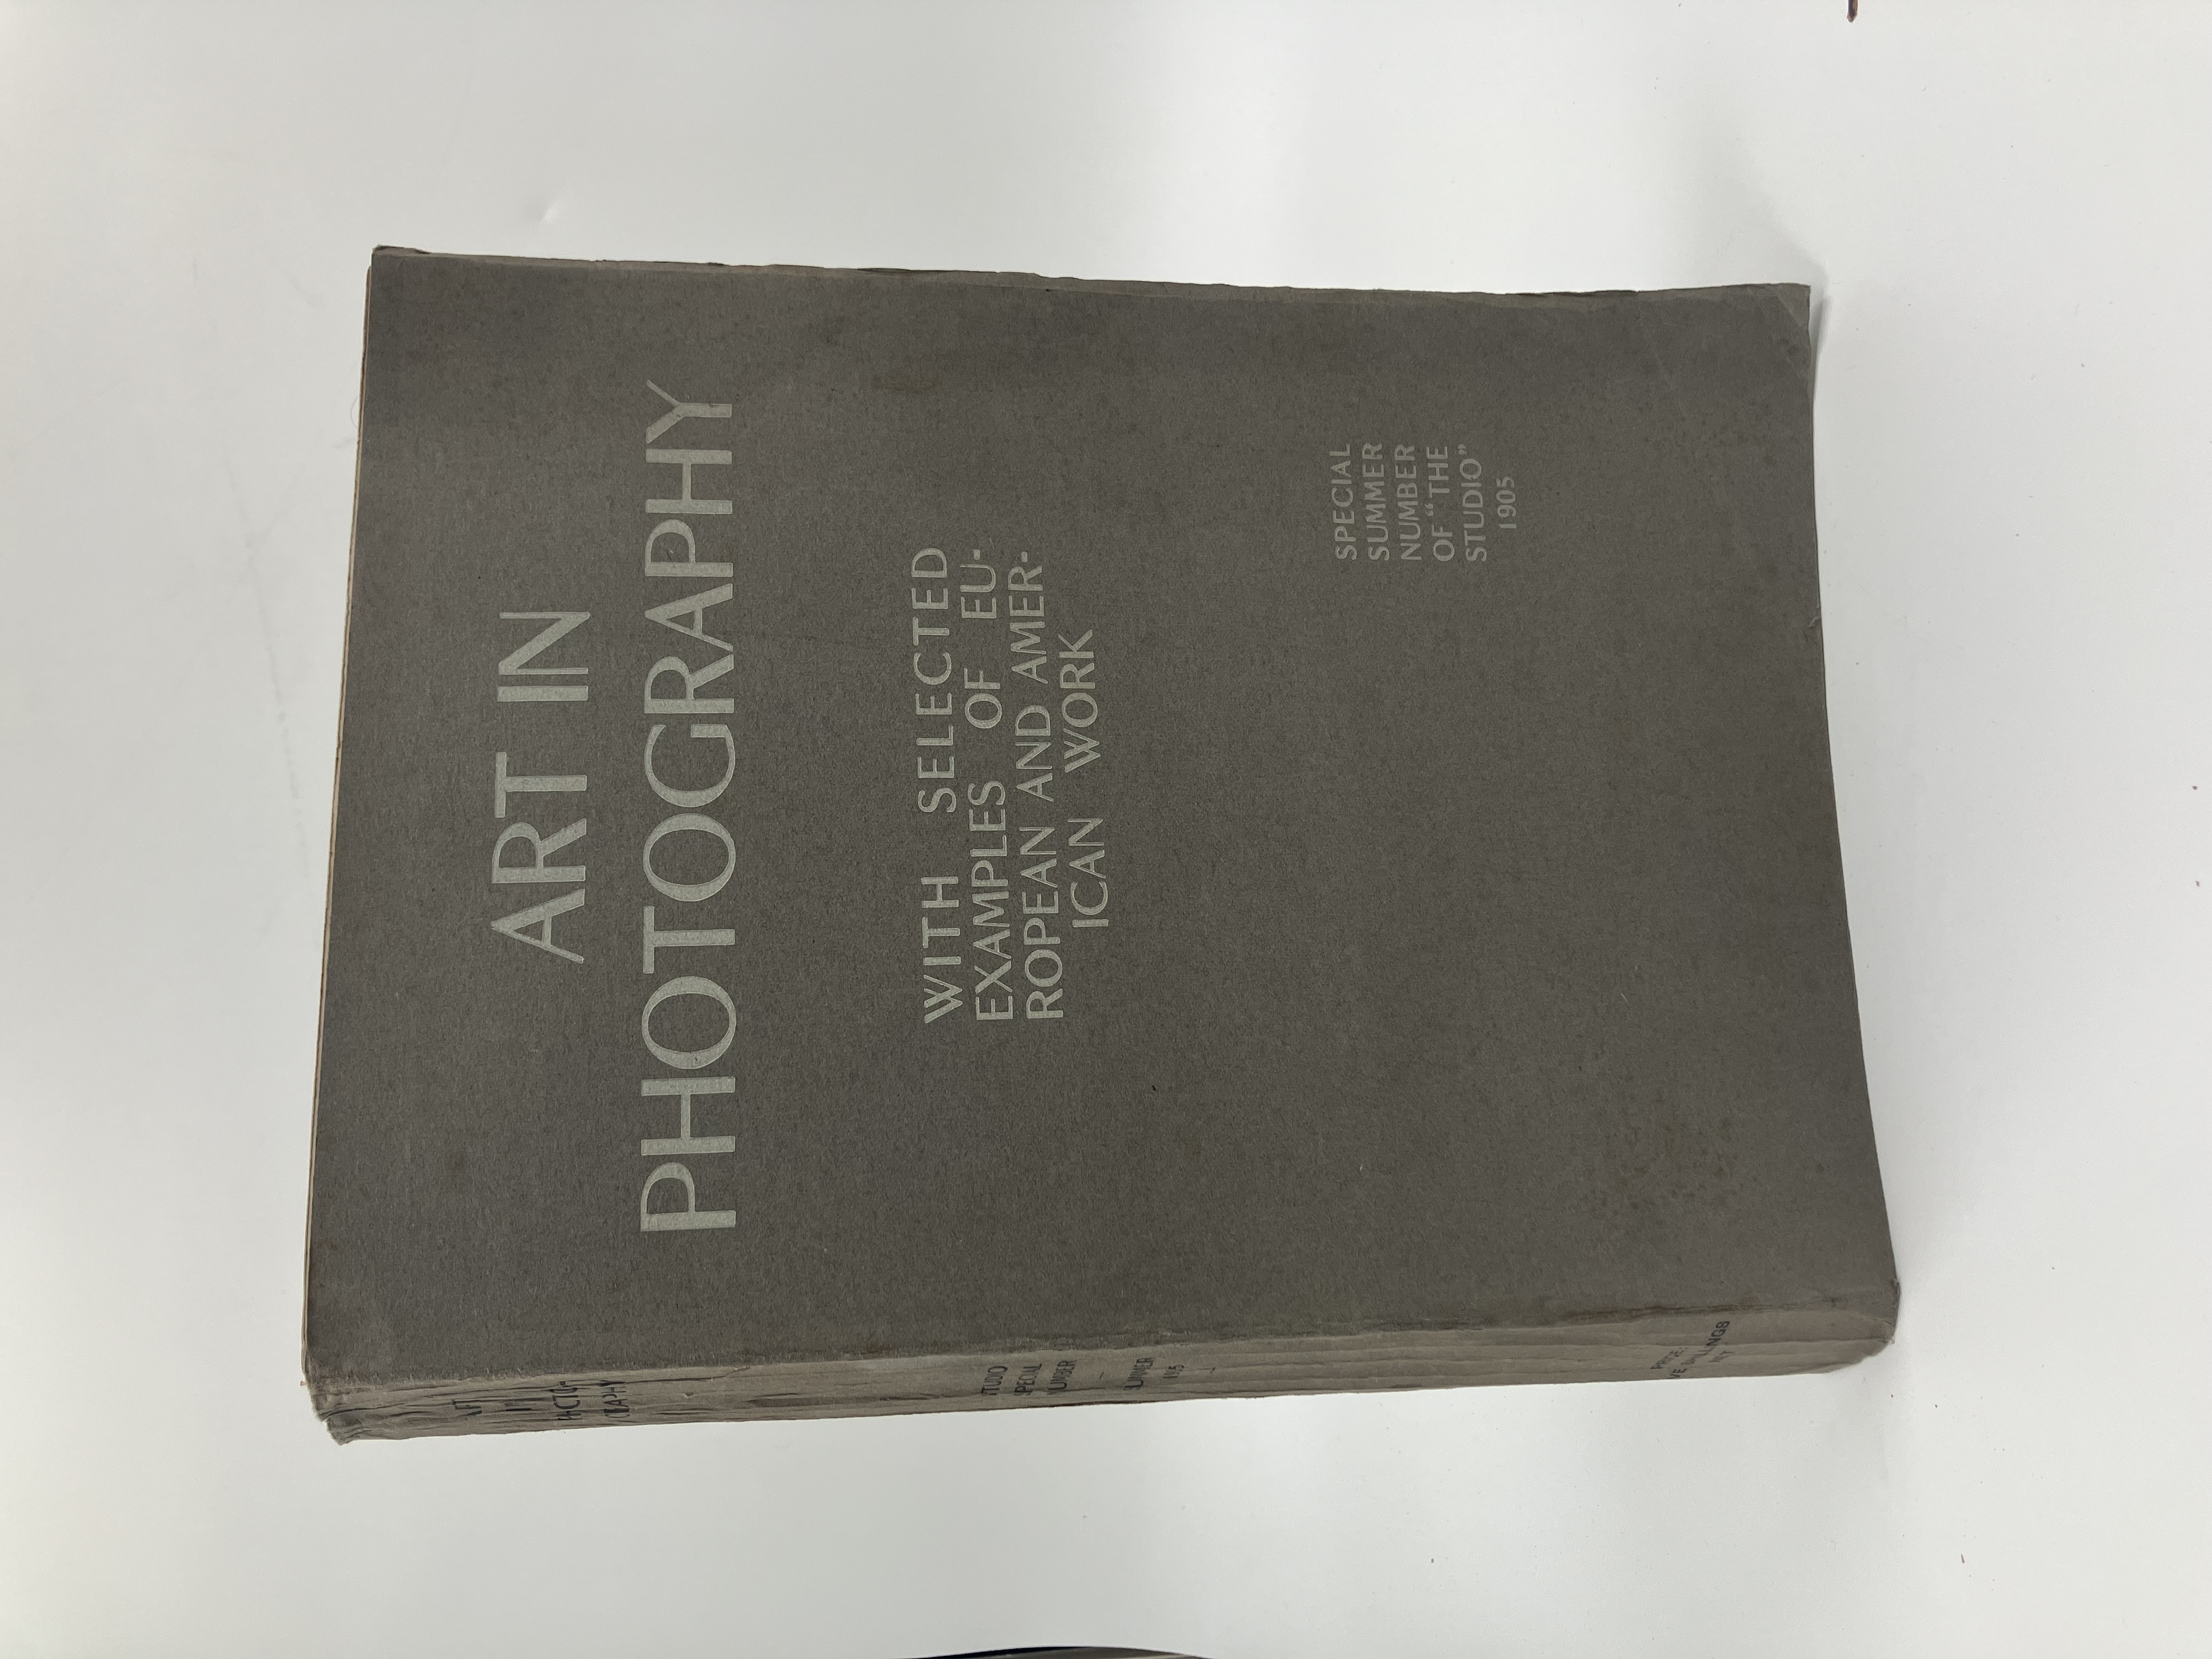 ART IN
PHOTOGRAPHY
WITH SELECTED
EXAMPLES OF EU-
ROPEAN AND AMER-
ICAN WORK
SPECIAL
SUMMER
NUMBER
OF “THE
STUDIO”
1905